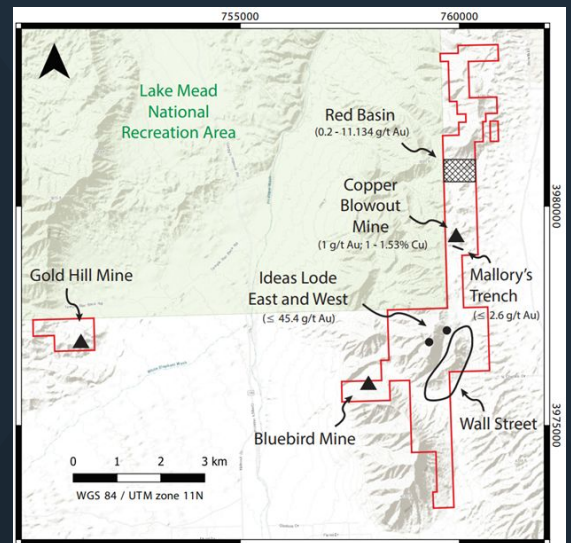 755000
760000
Lake Mead
National
Recreation Area
Red Basin
(0.2 - 11.134 g/t Au)
Copper
Blowout
Mine
(1 g/t Au; 1 - 1.53% Cu)
3980000
Gold Hill Mine
Ideas Lode
East and West
(≤ 45.4 g/t Au)
Mallory's
Trench
(≤ 2.6 g/t Au)
Bluebird Mine
Wall Street
3975000
0 1 2 3 km
WGS 84 / UTM zone 11N